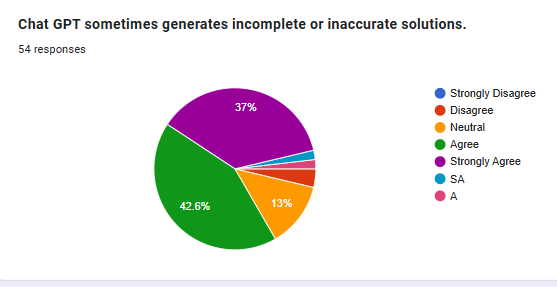 Chat GPT sometimes generates incomplete or inaccurate solutions.
54 responses
37%
42.6%
13%
Strongly Disagree
Disagree
Neutral
Agree
Strongly Agree
SA
A